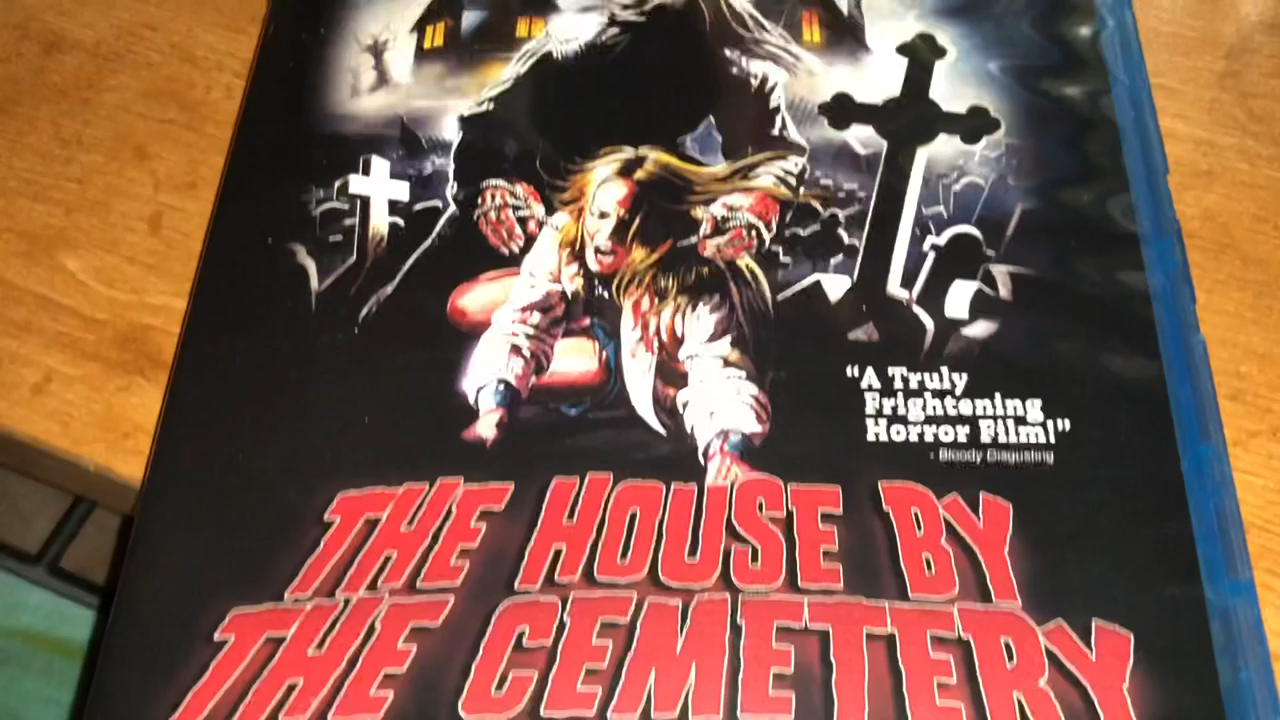 "A Truly
Frightening
Horror Film!"
- Bloody Disgusting
THE HOUSE BY
THE CEMETERY